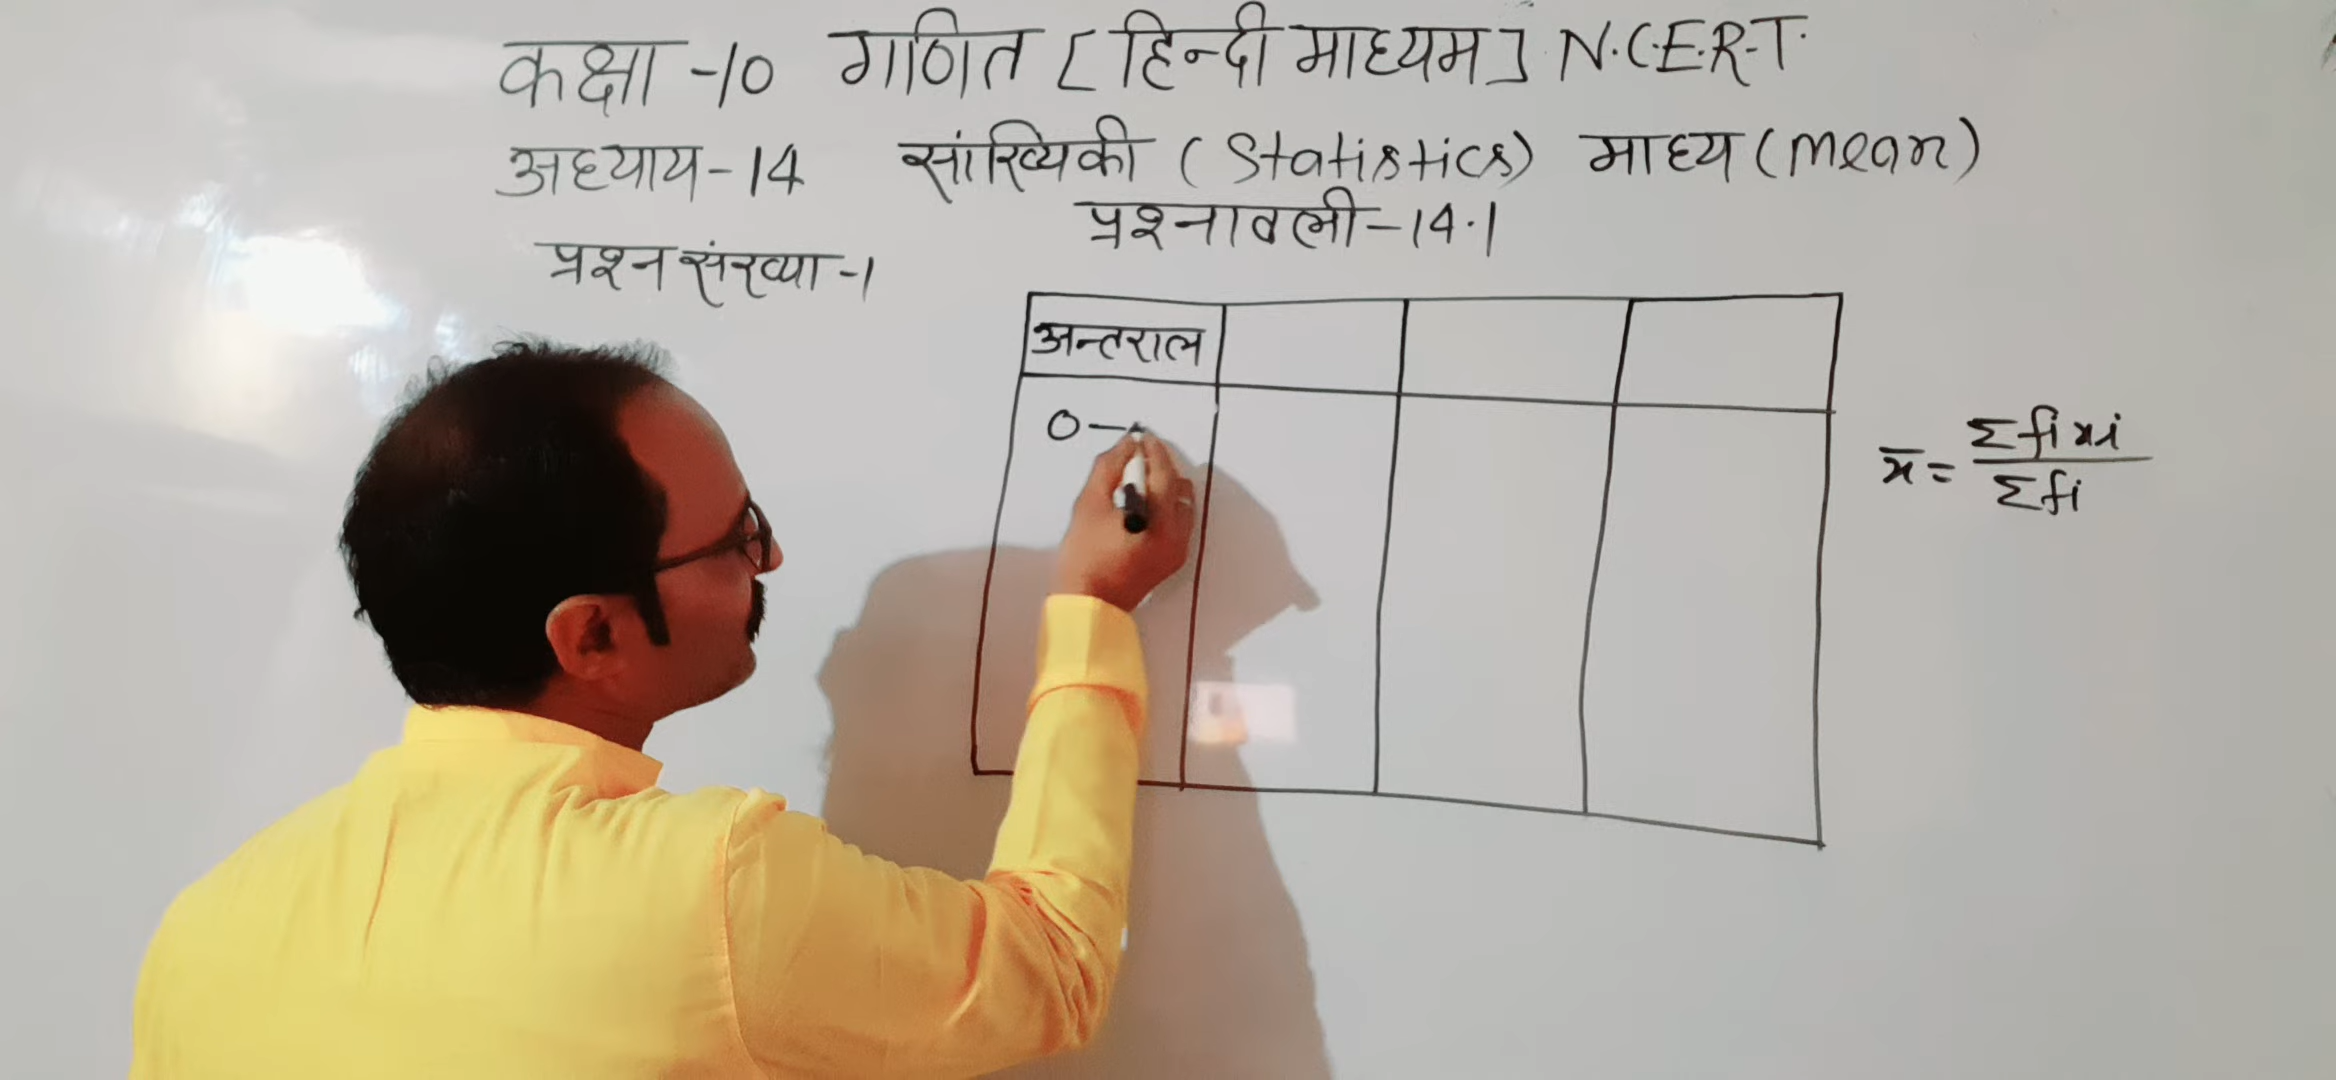 कक्षा -10 गणित [हिन्दी माध्यम] N.C.E.R.T.
अध्याय-14 सांख्यिकी (Statistics) माध्य (mean)
प्रश्नावली-14.1
प्रश्न संख्या-1
अन्तराल
0-
x̄ = Σfixi
Σfi